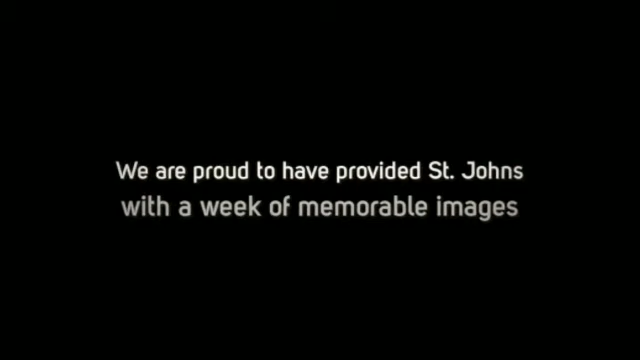 We are proud to have provided St. Johns
with a week of memorable images